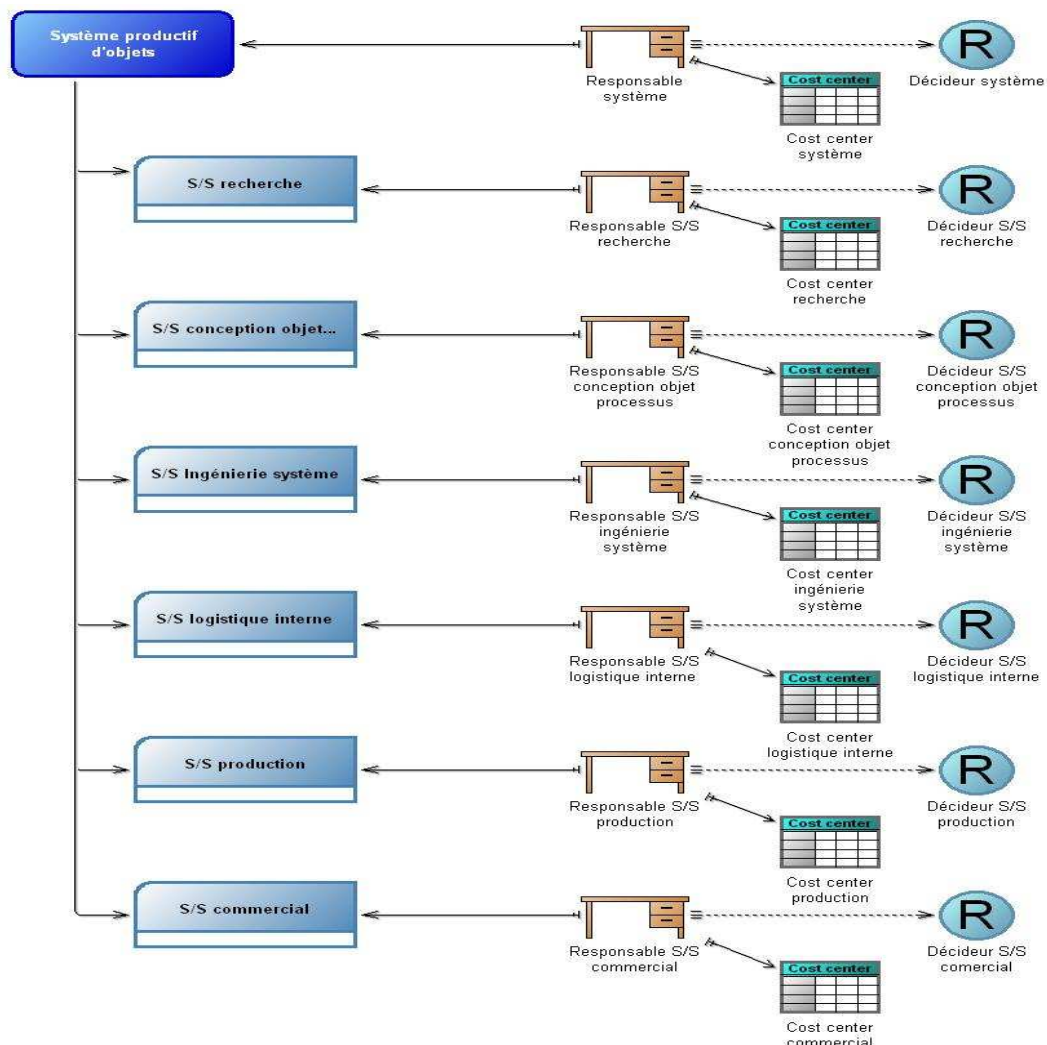 Système productif
d'objets
Responsable
système
Cost center
Cost center
système
R
Décideur système
S/S recherche
Responsable S/S
recherche
Cost center
Cost center
recherche
R
Décideur S/S
recherche
S/S conception objet...
Responsable S/S
conception objet
processus
Cost center
Cost center
conception objet
processus
R
Décideur S/S
conception objet
processus
S/S Ingénierie système
Responsable S/S
ingénierie
système
Cost center
Cost center
ingénierie
système
R
Décideur S/S
ingénierie
système
S/S logistique interne
Responsable S/S
logistique interne
Cost center
Cost center
logistique interne
R
Décideur S/S
logistique interne
S/S production
Responsable S/S
production
Cost center
Cost center
production
R
Décideur S/S
production
S/S commercial
Responsable S/S
commercial
Cost center
Cost center
commercial
R
Décideur S/S
comercial